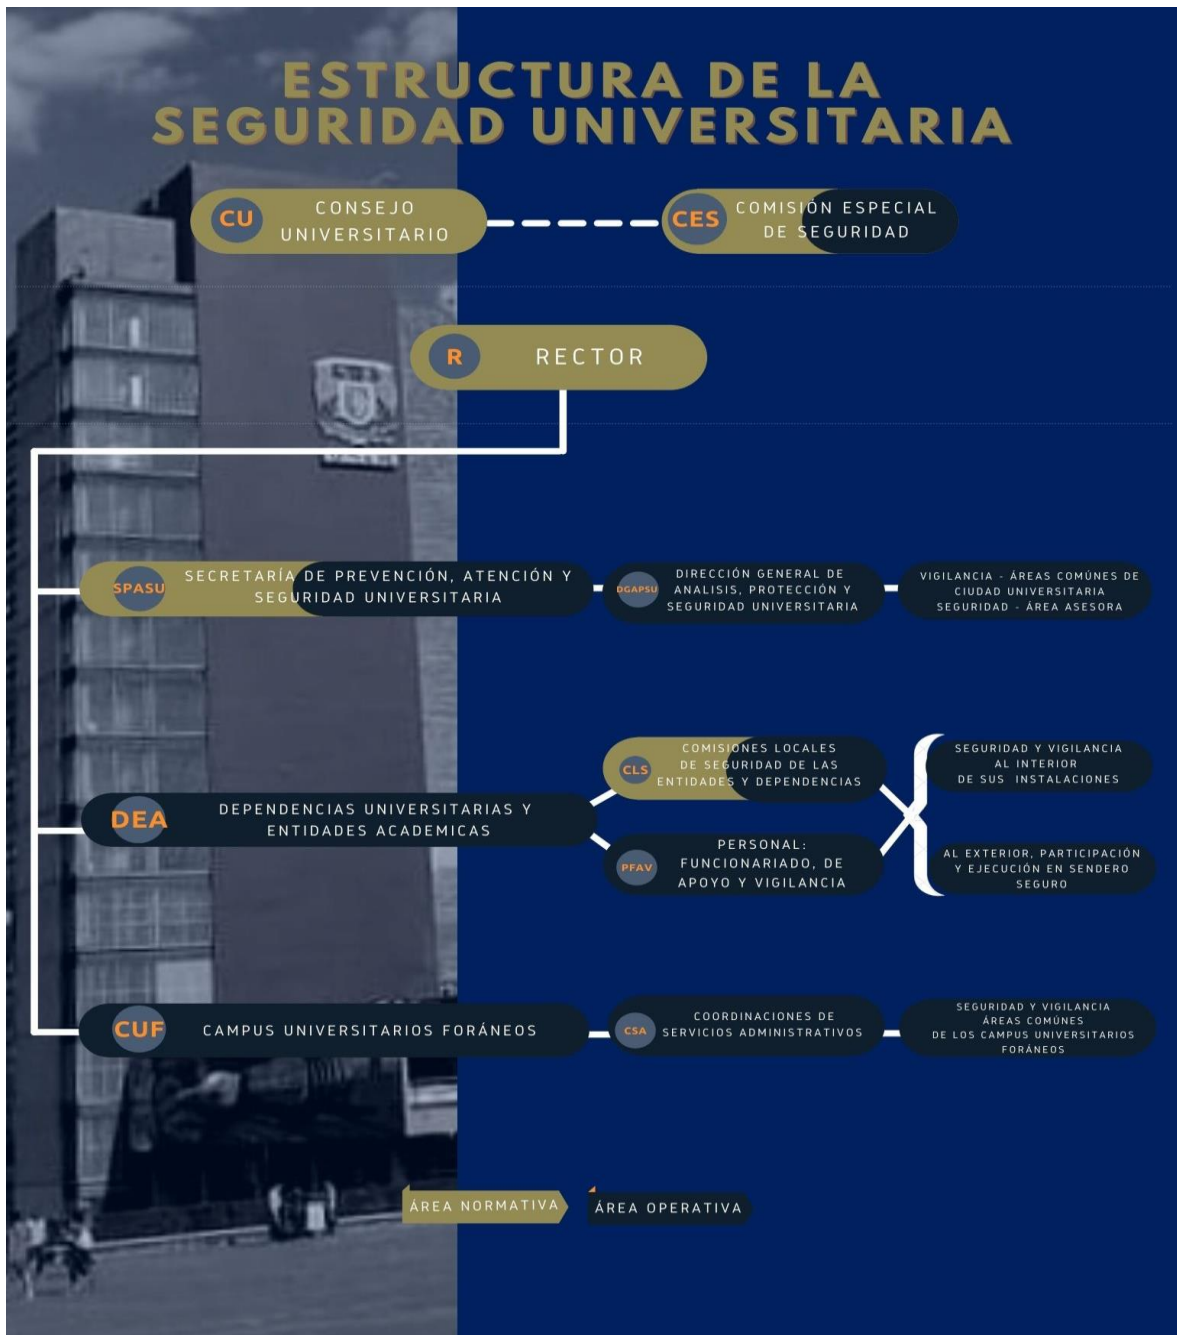 ESTRUCTURA DE LA
SEGURIDAD UNIVERSITARIA
CU
CONSEJO
UNIVERSITARIO
CES
COMISIÓN ESPECIAL
DE SEGURIDAD
R
RECTOR
SPASU
SECRETARÍA DE PREVENCIÓN, ATENCIÓN Y
SEGURIDAD UNIVERSITARIA
DGAPSU
DIRECCIÓN GENERAL DE
ANALISIS, PROTECCIÓN Y
SEGURIDAD UNIVERSITARIA
VIGILANCIA - ÁREAS COMÚNES DE
CIUDAD UNIVERSITARIA
SEGURIDAD - ÁREA ASESORA
DEA
DEPENDENCIAS UNIVERSITARIAS Y
ENTIDADES ACADEMICAS
CLS
COMISIONES LOCALES
DE SEGURIDAD DE LAS
ENTIDADES Y DEPENDENCIAS
PFAV
PERSONAL:
FUNCIONARIADO, DE
APOYO Y VIGILANCIA
SEGURIDAD Y VIGILANCIA
AL INTERIOR
DE SUS INSTALACIONES
AL EXTERIOR, PARTICIPACIÓN
Y EJECUCIÓN EN SENDERO
SEGURO
CUF
CAMPUS UNIVERSITARIOS FORÁNEOS
CSA
COORDINACIONES DE
SERVICIOS ADMINISTRATIVOS
SEGURIDAD Y VIGILANCIA
ÁREAS COMÚNES
DE LOS CAMPUS UNIVERSITARIOS
FORÁNEOS
ÁREA NORMATIVA
ÁREA OPERATIVA